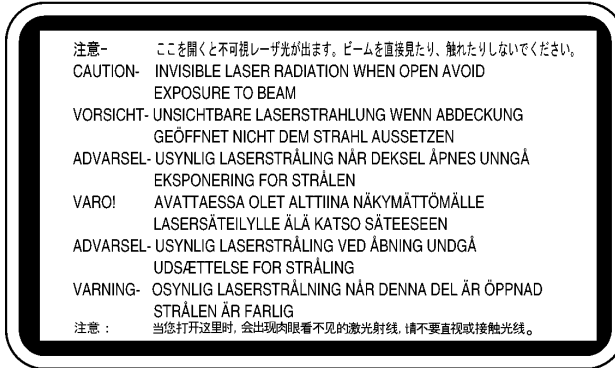 注意- ここを開くと不可視レーザ光が出ます。ビームを直接見たり、触れたりしないでください。
CAUTION- INVISIBLE LASER RADIATION WHEN OPEN AVOID
EXPOSURE TO BEAM
VORSICHT- UNSICHTBARE LASERSTRAHLUNG WENN ABDECKUNG
GEÖFFNET NICHT DEM STRAHL AUSSETZEN
ADVARSEL- USYNLIG LASERSTRÅLING NÅR DEKSEL ÅPNES UNNGÅ
EKSPONERING FOR STRÅLEN
VARO! AVATTAESSA OLET ALTTIINA NÄKYMÄTTÖMÄLLE
LASERSÄTEILYLLE ÄLÄ KATSO SÄTEESEEN
ADVARSEL- USYNLIG LASERSTRÅLING VED ÅBNING UNDGÅ
UDSÆTTELSE FOR STRÅLING
VARNING- OSYNLIG LASERSTRÅLNING NÅR DENNA DEL ÄR ÖPPNAD
STRÅLEN ÄR FARLIG
注意： 当您打开这里时, 会出现肉眼看不见的激光射线, 请不要直视或接触光线。